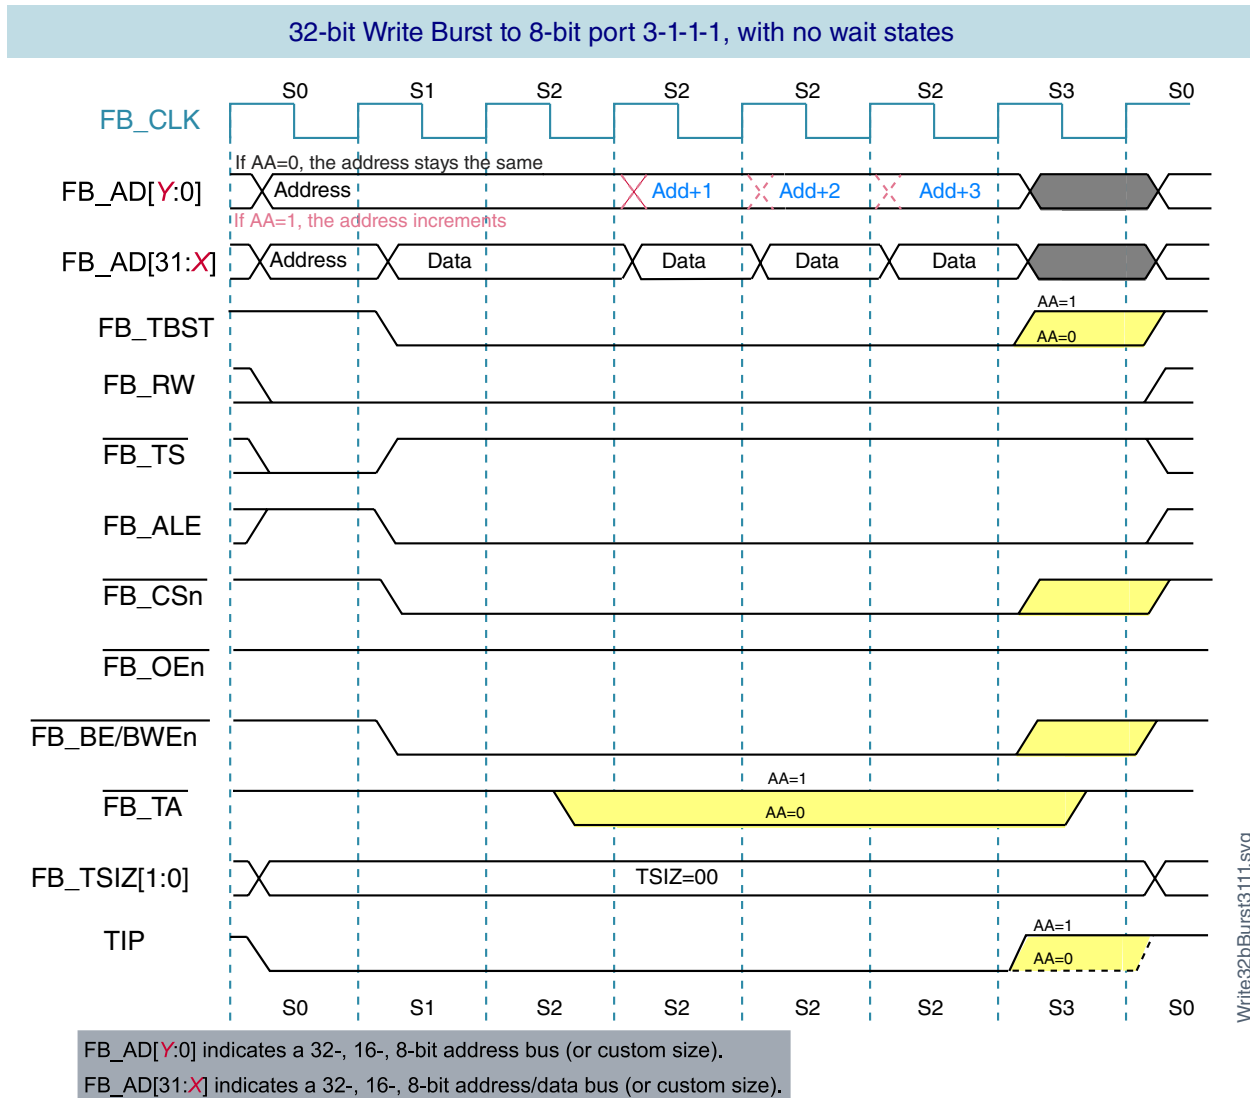 32-bit Write Burst to 8-bit port 3-1-1-1, with no wait states
S0 S1 S2 S2 S2 S2 S3 S0
FB_CLK
If AA=0, the address stays the same
FB_AD[Y:0] Address Add+1 Add+2 Add+3
If AA=1, the address increments
FB_AD[31:X] Address Data Data Data Data
AA=1
FB_TBST
AA=0
FB_RW
FB_TS
FB_ALE
FB_CSn
FB_OEn
FB_BE/BWEn
AA=1
FB_TA AA=0
FB_TSIZ[1:0] TSIZ=00
AA=1
TIP
AA=0
S0 S1 S2 S2 S2 S2 S3 S0
FB_AD[Y:0] indicates a 32-, 16-, 8-bit address bus (or custom size).
FB_AD[31:X] indicates a 32-, 16-, 8-bit address/data bus (or custom size).
Write32bBurst3111.svg